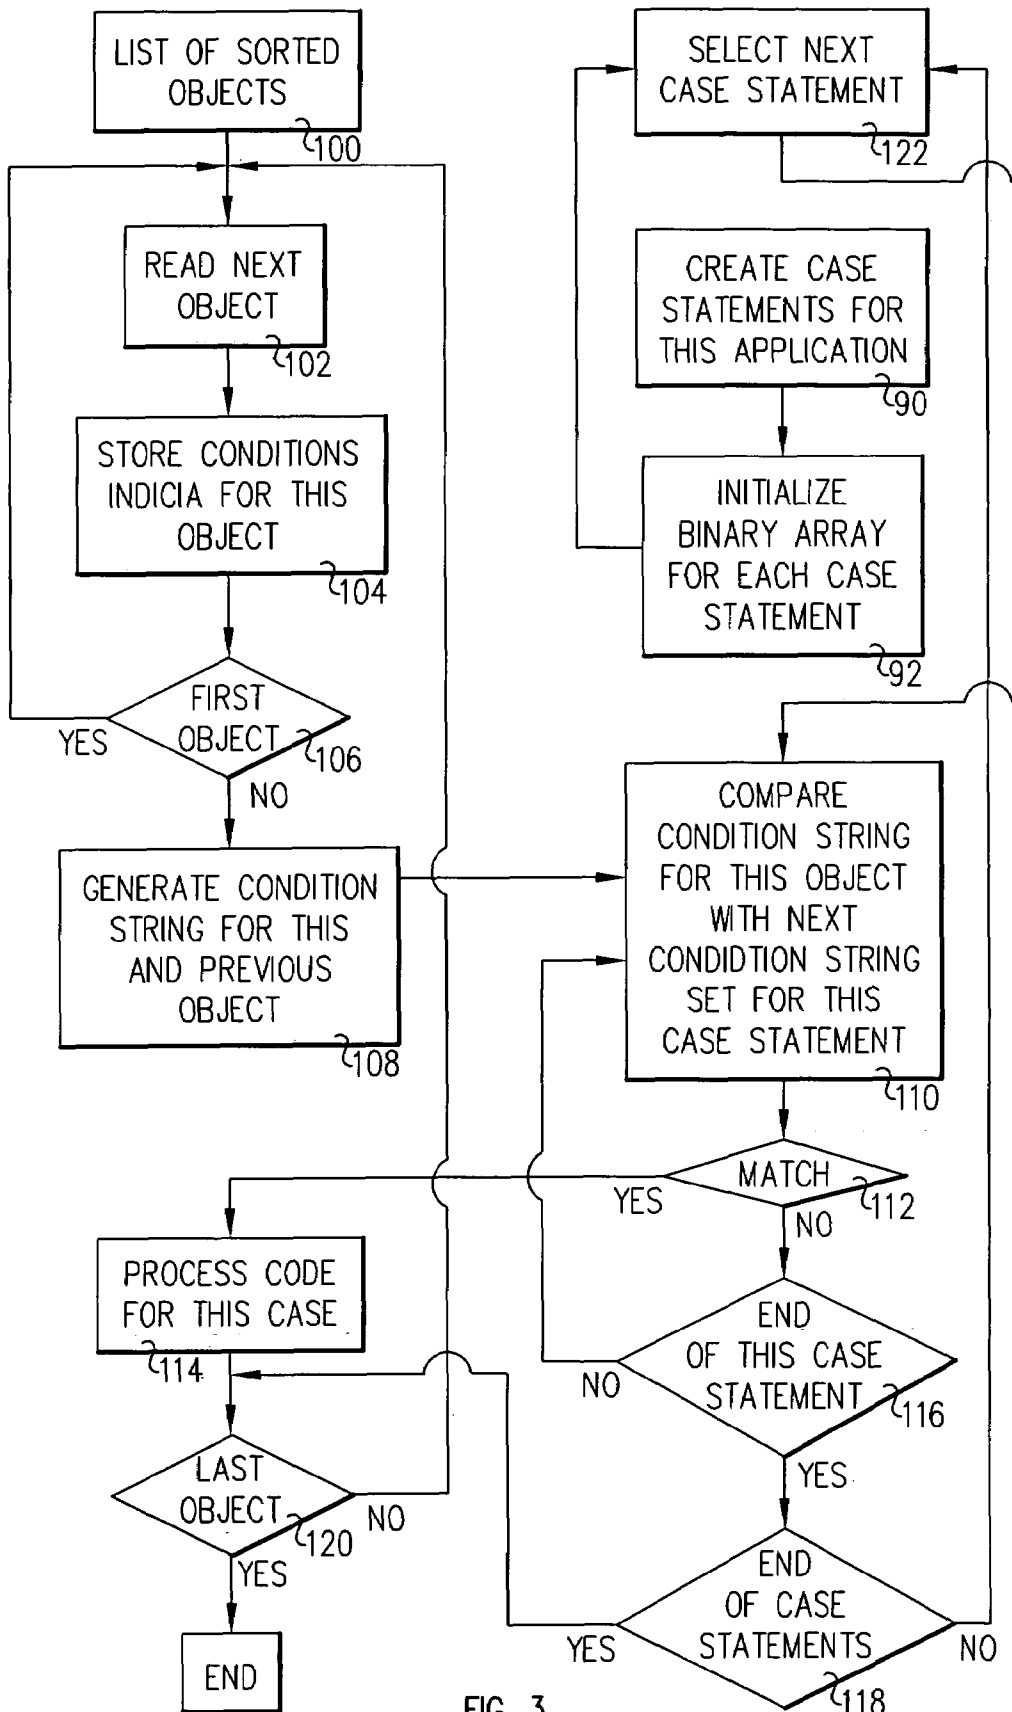 LIST OF SORTED
OBJECTS
100
READ NEXT
OBJECT
102
STORE CONDITIONS
INDICIA FOR THIS
OBJECT
104
FIRST
OBJECT
106
YES
NO
GENERATE CONDITION
STRING FOR THIS
AND PREVIOUS
OBJECT
108
SELECT NEXT
CASE STATEMENT
122
CREATE CASE
STATEMENTS FOR
THIS APPLICATION
90
INITIALIZE
BINARY ARRAY
FOR EACH CASE
STATEMENT
92
COMPARE
CONDITION STRING
FOR THIS OBJECT
WITH NEXT
CONDIDTION STRING
SET FOR THIS
CASE STATEMENT
110
MATCH
112
YES
NO
PROCESS CODE
FOR THIS CASE
114
END
OF THIS CASE
STATEMENT
116
NO
YES
LAST
OBJECT
120
NO
YES
END
END
OF CASE
STATEMENTS
118
YES
NO
FIG. 3